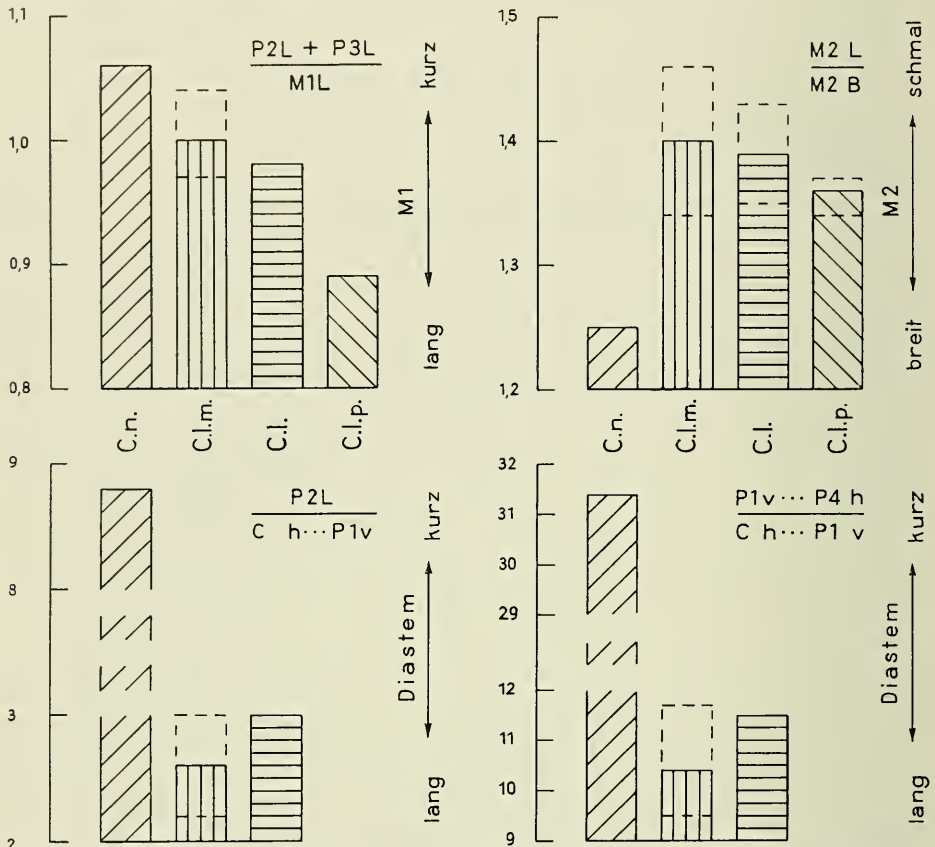 1,1
1,0
0,9
0,8
P2L + P3L
M1L
kurz
M1
lang
C.n.
C.l.m.
C.l.
C.l.p.
1,5
1,4
1,3
1,2
M2 L
M2 B
schmal
M2
breit
C.n.
C.l.m.
C.l.
C.l.p.
9
8
3
2
P2L
C h···P1v
kurz
Diastem
lang
32
31
30
29
12
11
10
9
P1v··· P4 h
C h··· P1 v
kurz
Diastem
lang